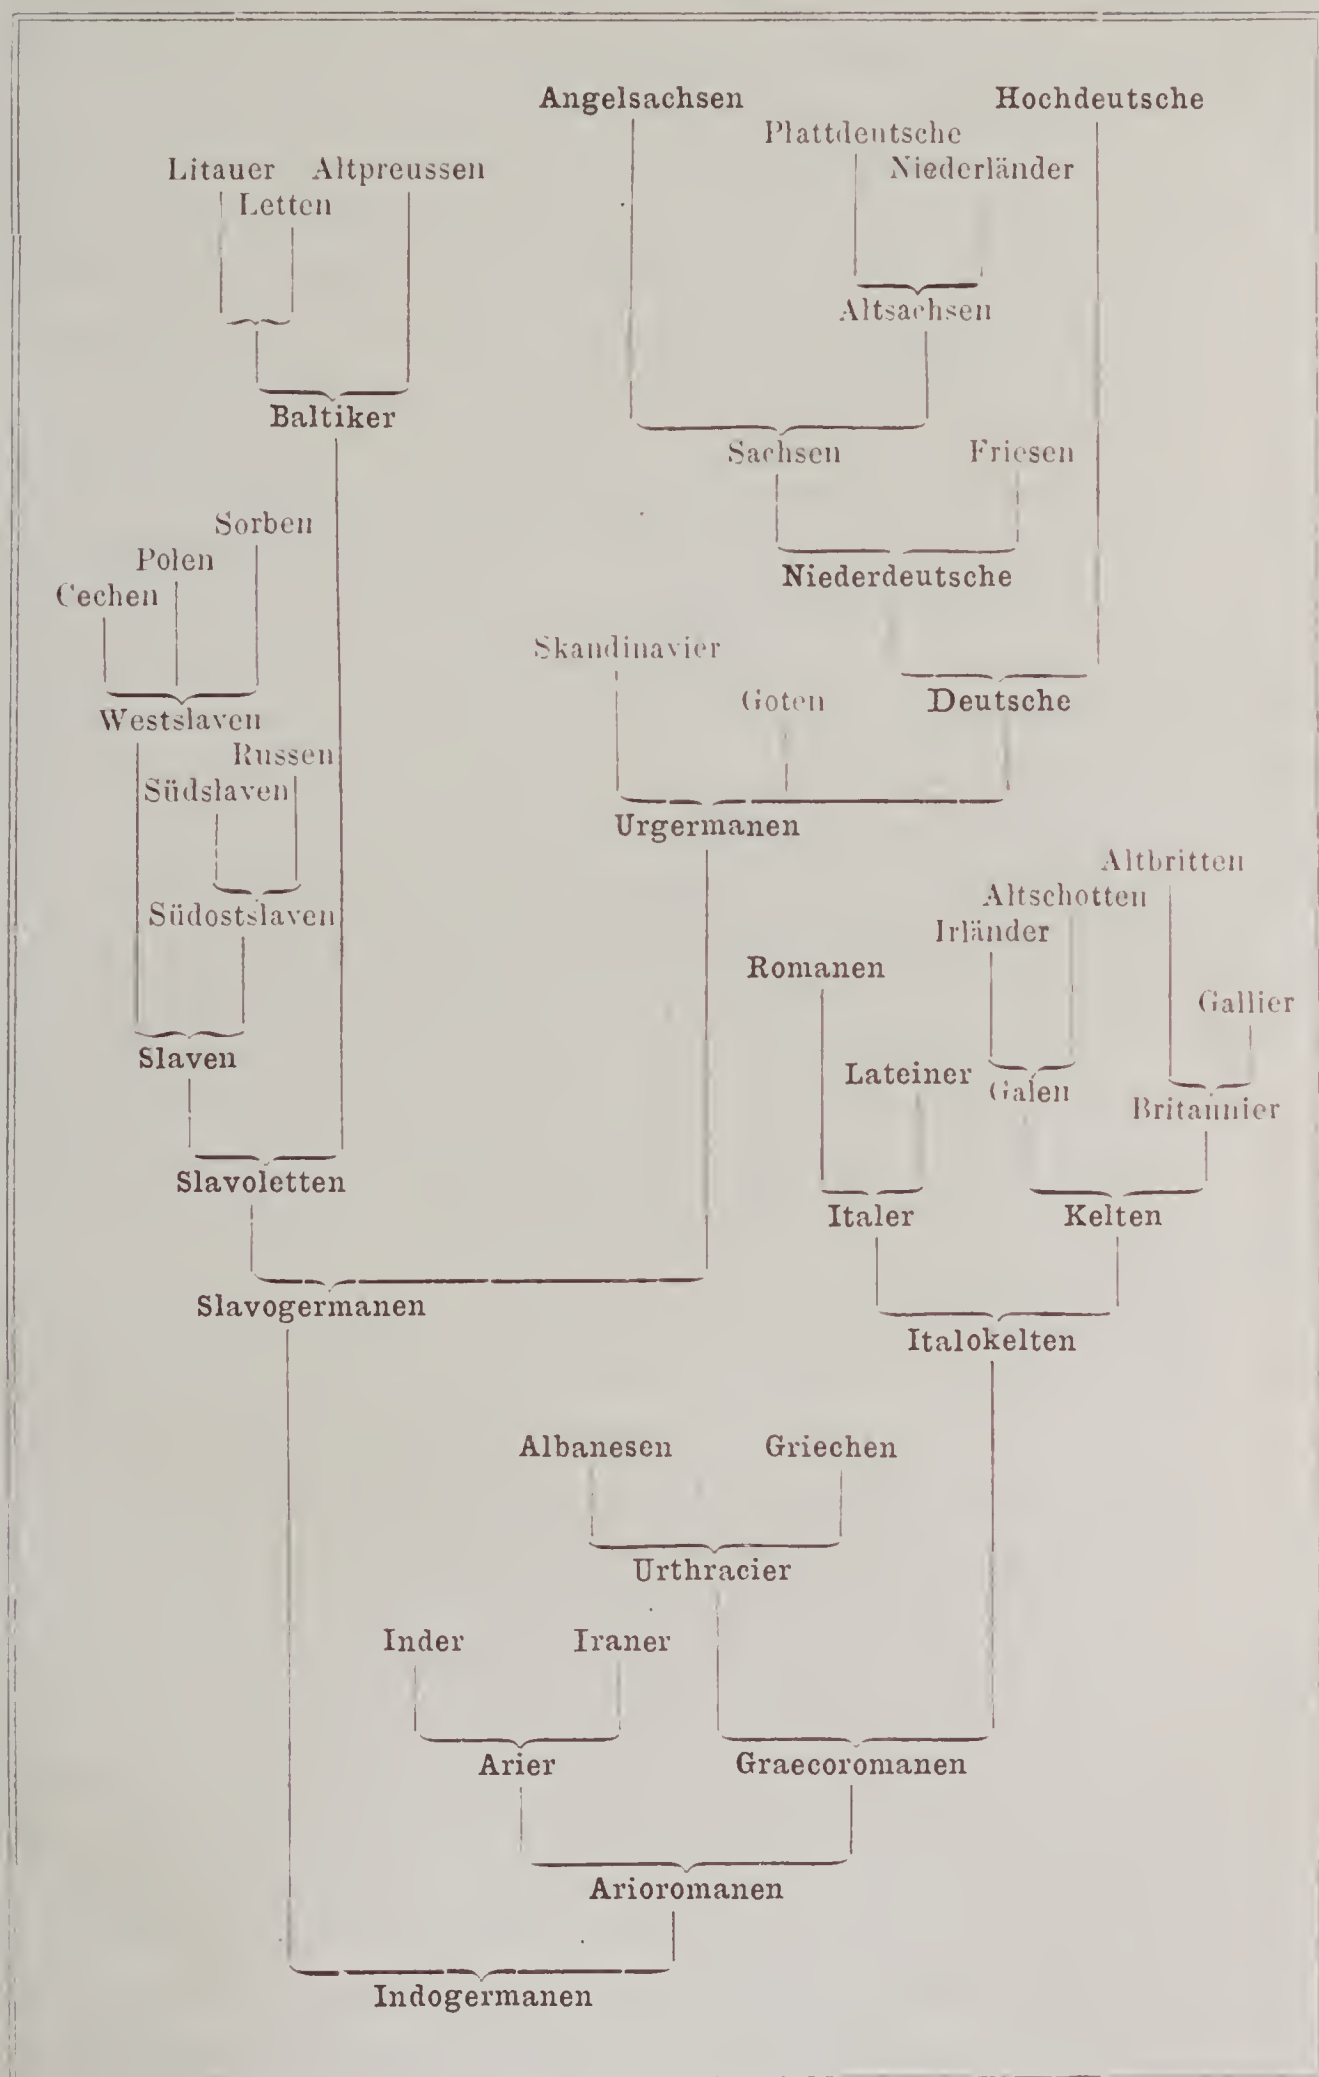 Angelsachsen Hochdeutsche
Plattdeutsche
Litauer Altpreussen Niederländer
Letten
Altsachsen
Baltiker
Sachsen Friesen
Sorben
Polen
Niederdeutsche
Cechen
Skandinavier
Goten Deutsche
Westslaven
Russen
Südslaven
Urgermanen
Altbritten
Altschotten
Südostslaven
Irländer
Romanen
Gallier
Slaven
Lateiner
Galen
Britannier
Slavoletten
Italer Kelten
Slavogermanen
Italokelten
Albanesen Griechen
Urthracier
Inder Iraner
Arier Graecoromanen
Arioromanen
Indogermanen